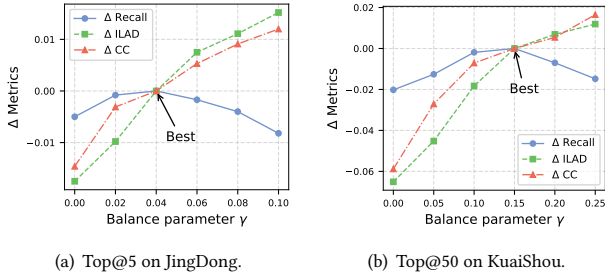 Δ Recall
Δ ILAD
Δ CC
0.01
0.00
−0.01
Δ Metrics
Best
0.00 0.02 0.04 0.06 0.08 0.10
Balance parameter γ
(a) Top@5 on JingDong.
0.02
0.00
−0.02
−0.04
−0.06
Δ Metrics
Best
Δ Recall
Δ ILAD
Δ CC
0.00 0.05 0.10 0.15 0.20 0.25
Balance parameter γ
(b) Top@50 on KuaiShou.